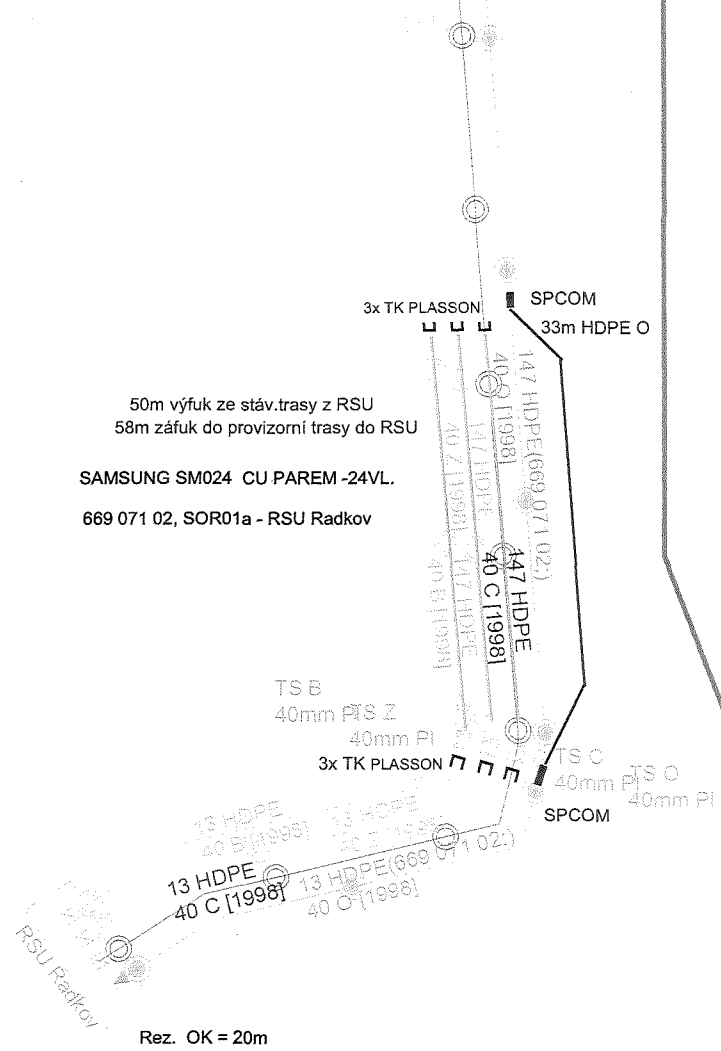 SPCOM
3x TK PLASSON
33m HDPE O
147 HDPE(669 071 02;)
40 O [1998]
147 HDPE
40 Z [1998]
147 HDPE
40 B [1998]
147 HDPE
40 C [1998]
50m výfuk ze stáv.trasy z RSU
58m záfuk do provizorní trasy do RSU
SAMSUNG SM024 CU PAREM -24VL.
669 071 02, SOR01a - RSU Radkov
TS B
40mm Pl
TS Z
40mm Pl
3x TK PLASSON
TS C
40mm Pl
TS O
40mm Pl
SPCOM
13 HDPE
40 B [1998]
13 HDPE
40 Z [1998]
13 HDPE
40 C [1998]
13 HDPE(669 071 02;)
40 O [1998]
RSU Radkov
Rez. OK = 20m